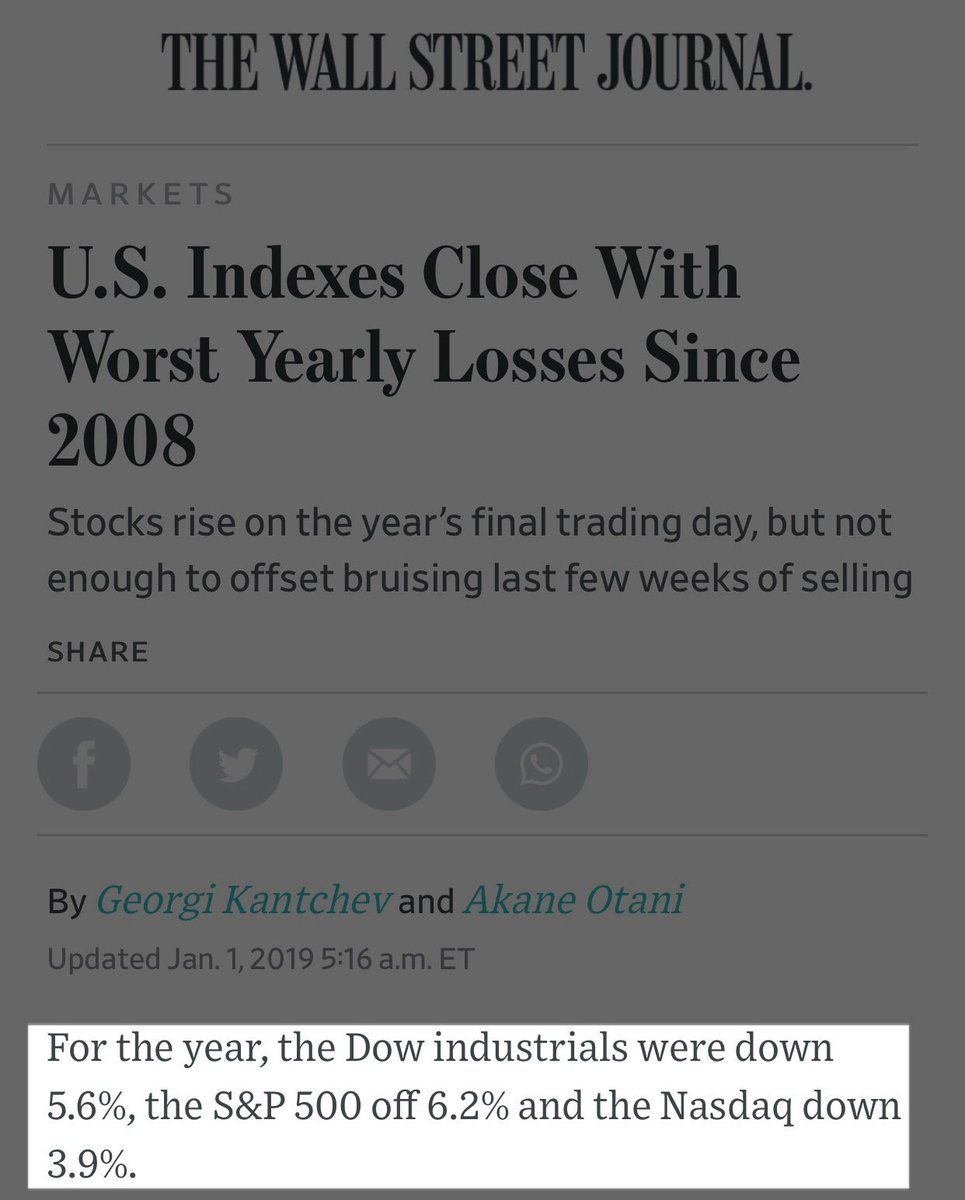 THE WALL STREET JOURNAL.
MARKETS
U.S. Indexes Close With
Worst Yearly Losses Since
2008
Stocks rise on the year’s final trading day, but not
enough to offset bruising last few weeks of selling
SHARE
By Georgi Kantchev and Akane Otani
Updated Jan. 1, 2019 5:16 a.m. ET
For the year, the Dow industrials were down
5.6%, the S&P 500 off 6.2% and the Nasdaq down
3.9%.